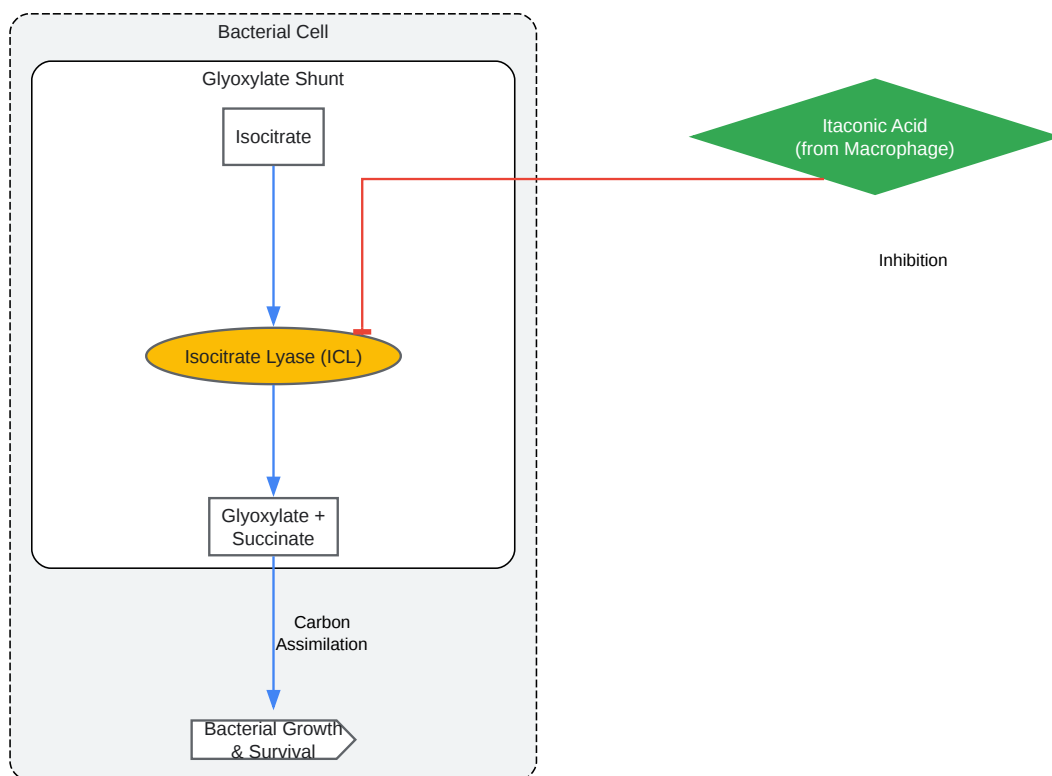 Bacterial Cell
Glyoxylate Shunt
Isocitrate
Itaconic Acid
(from Macrophage)
Inhibition
Isocitrate Lyase (ICL)
Glyoxylate +
Succinate
Carbon
Assimilation
Bacterial Growth
& Survival